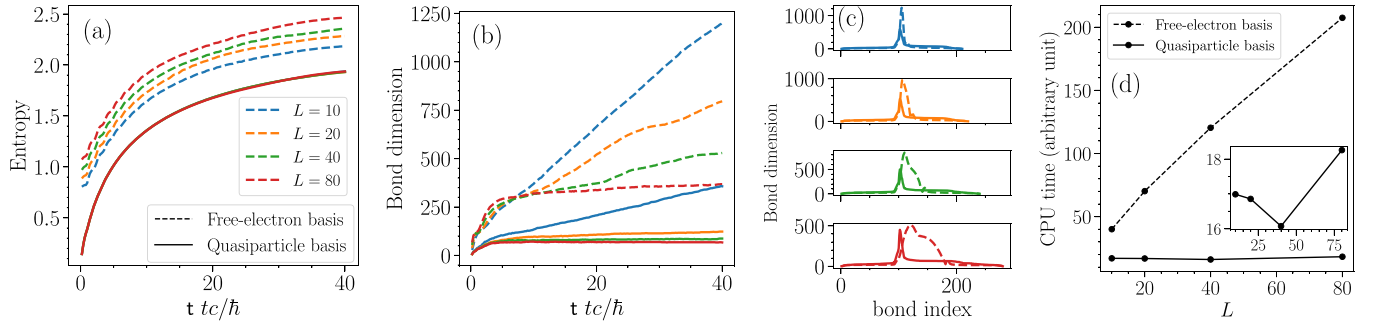 (a)
Entropy
2.5
2.0
1.5
1.0
0.5
L = 10
L = 20
L = 40
L = 80
Free-electron basis
Quasiparticle basis
0
20
40
t tc/ħ
(b)
Bond dimension
1250
1000
750
500
250
0
0
20
40
t tc/ħ
(c)
Bond dimension
1000
0
1000
0
500
0
500
0
0
200
bond index
(d)
CPU time (arbitrary unit)
200
150
100
50
Free-electron basis
Quasiparticle basis
18
16
25
50
75
20
40
60
80
L